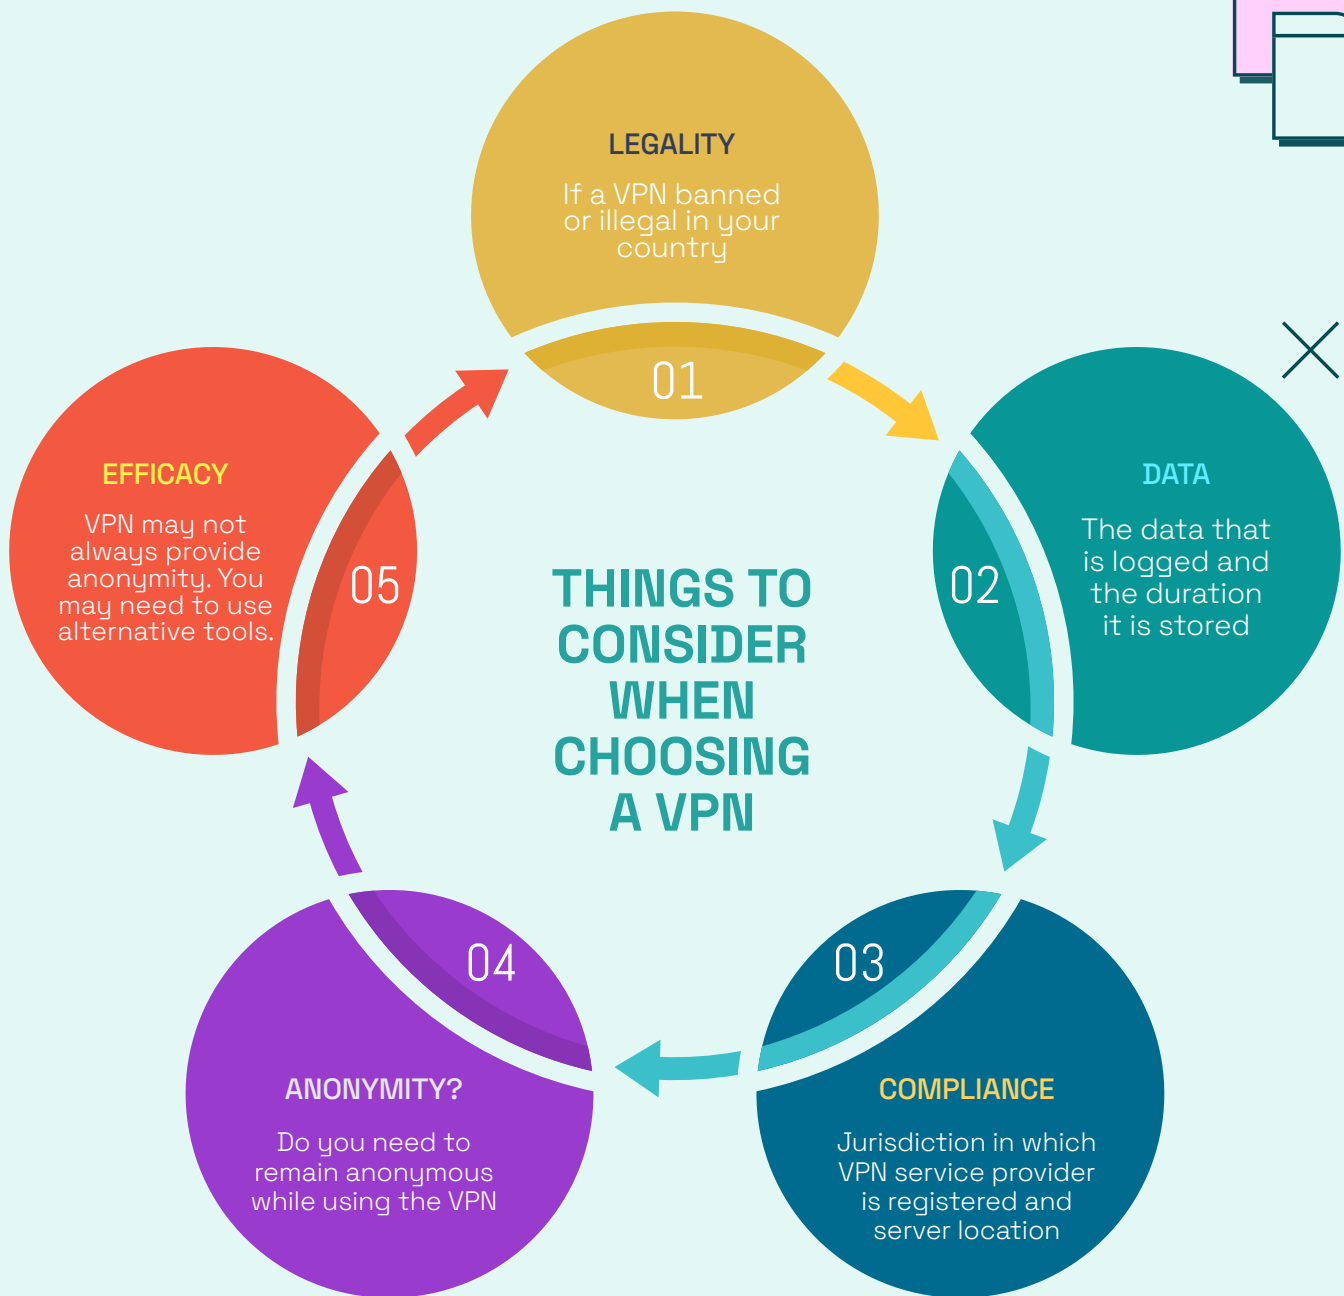 LEGALITY
If a VPN banned
or illegal in your
country
01
DATA
The data that
is logged and
the duration
it is stored
02
COMPLIANCE
Jurisdiction in which
VPN service provider
is registered and
server location
03
ANONYMITY?
Do you need to
remain anonymous
while using the VPN
04
EFFICACY
VPN may not
always provide
anonymity. You
may need to use
alternative tools.
05
THINGS TO
CONSIDER
WHEN
CHOOSING
A VPN